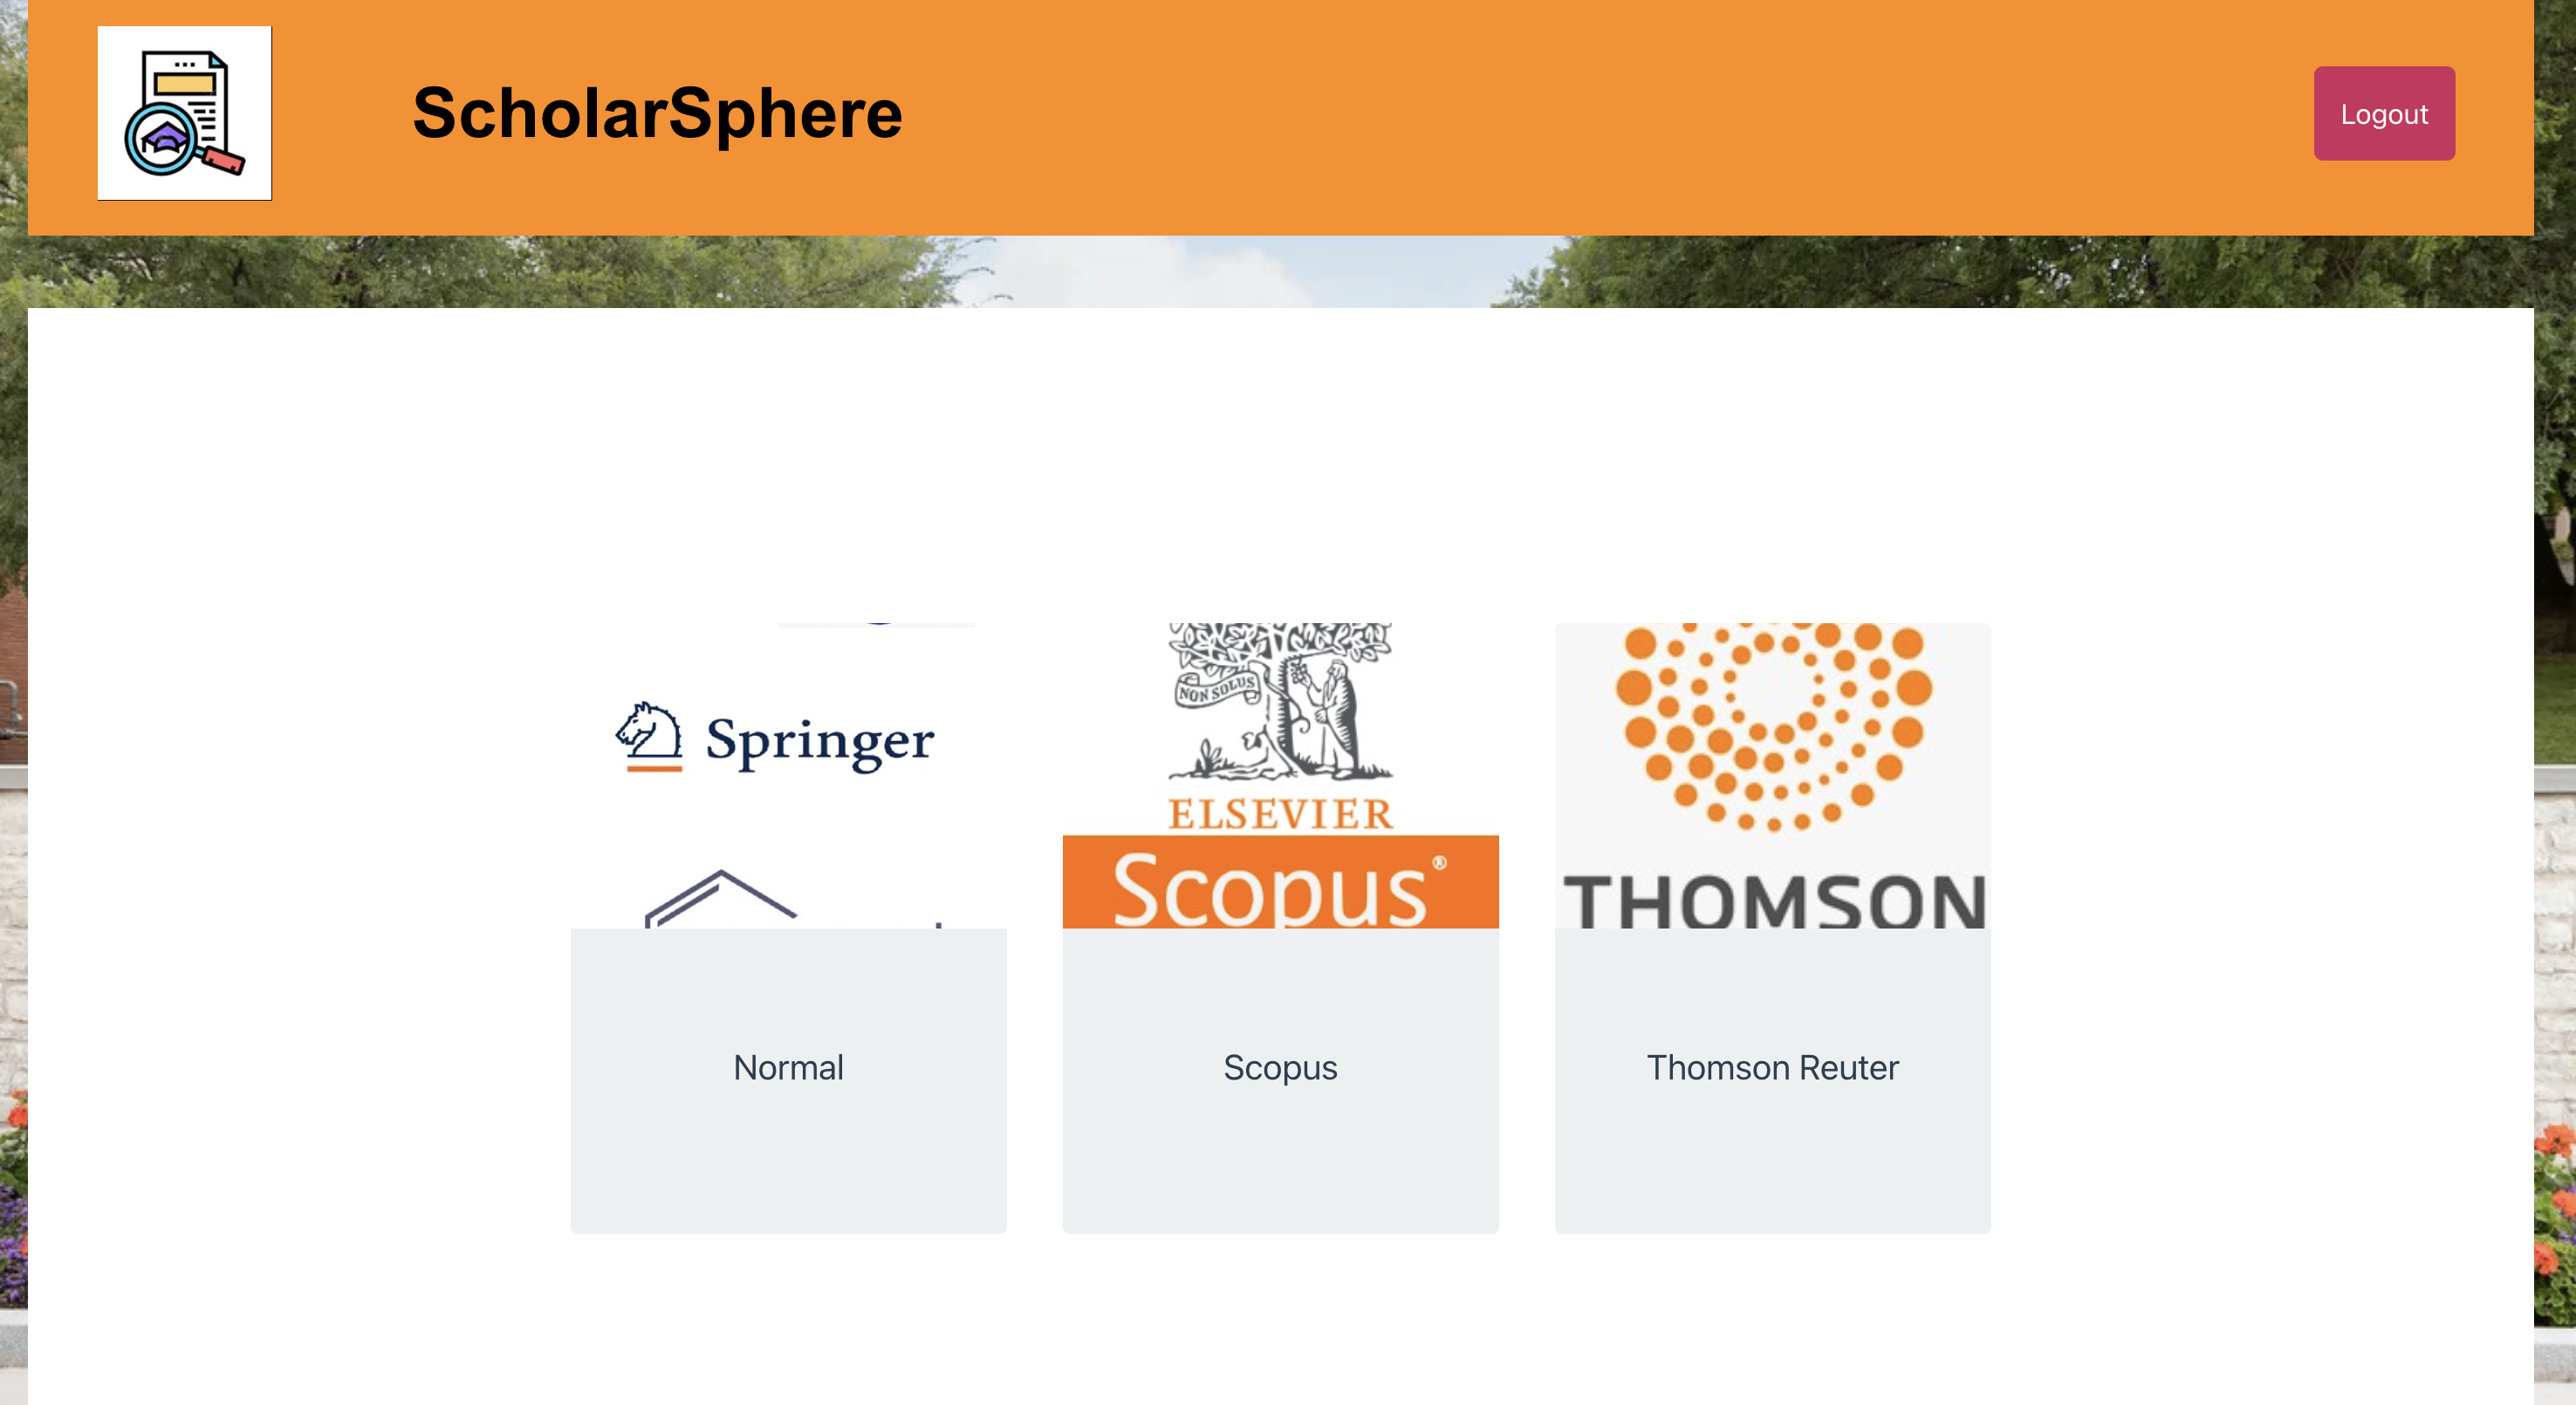 ScholarSphere
Logout
Springer
NON SOLUS
ELSEVIER
Scopus®
THOMSON
Normal
Scopus
Thomson Reuter